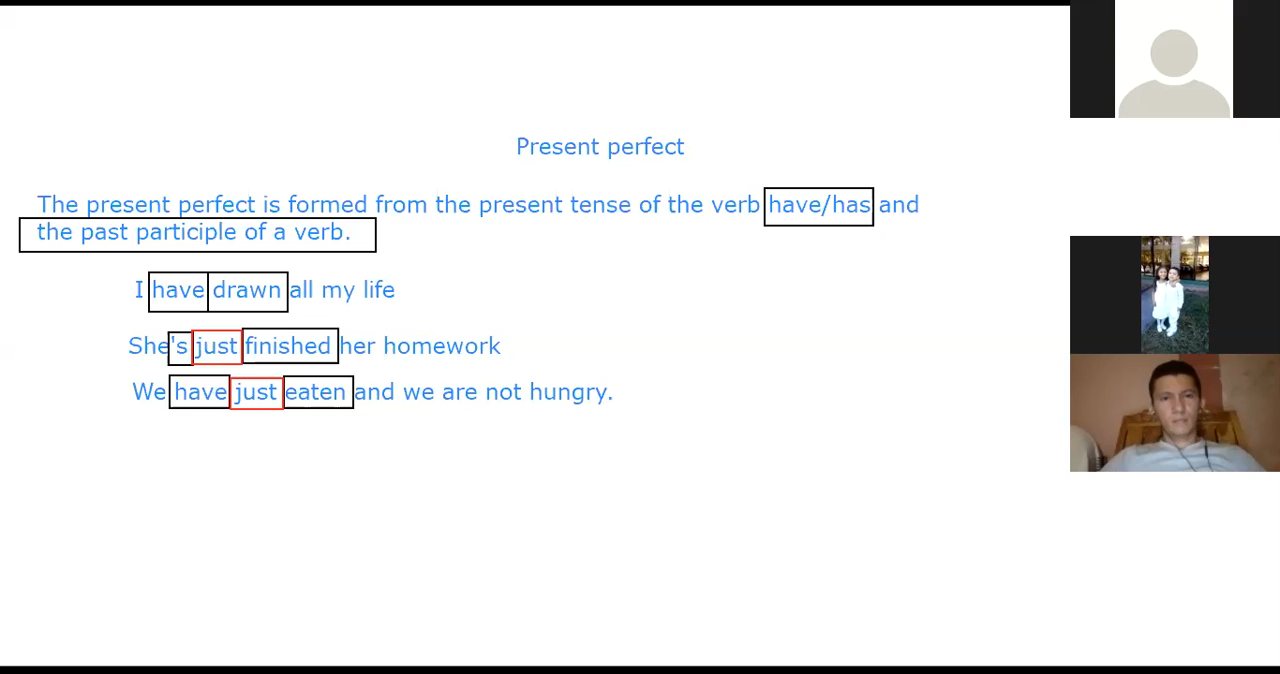 Present perfect
The present perfect is formed from the present tense of the verb have/has and
the past participle of a verb.
I have drawn all my life
She's just finished her homework
We have just eaten and we are not hungry.